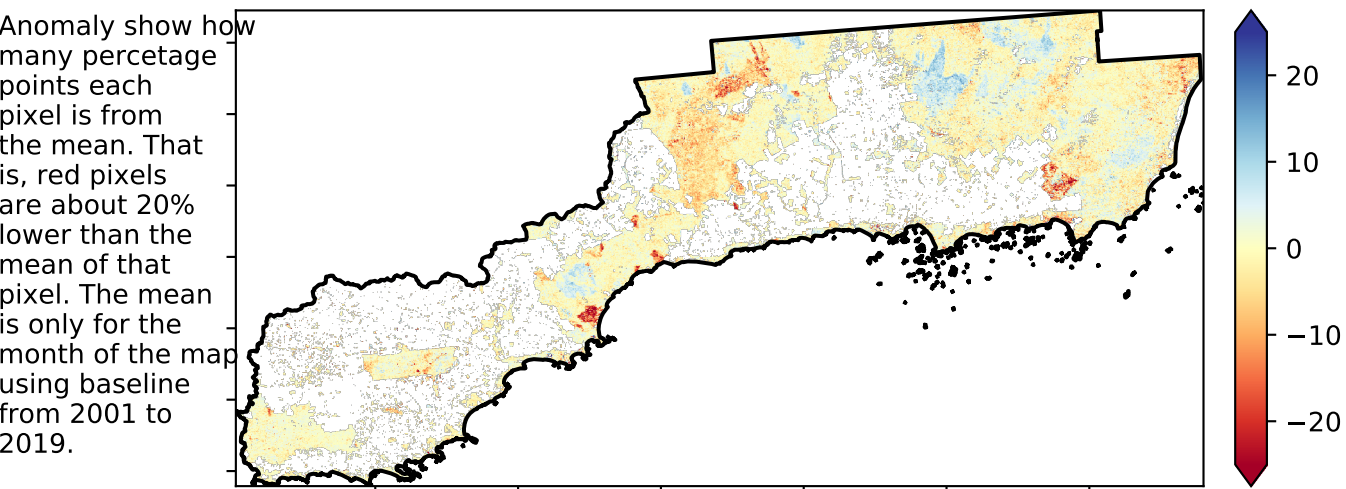 Anomaly show how
many percetage
points each
pixel is from
the mean. That
is, red pixels
are about 20%
lower than the
mean of that
pixel. The mean
is only for the
month of the map
using baseline
from 2001 to
2019.
20
10
0
−10
−20